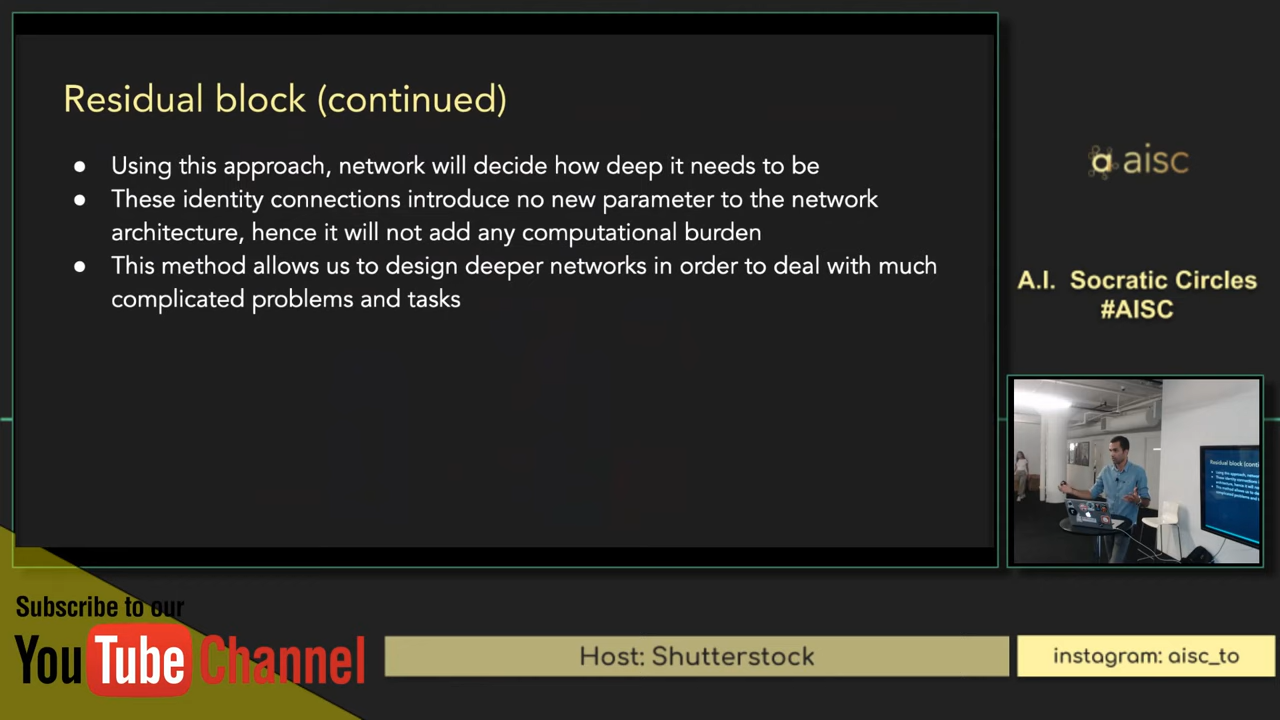 Residual block (continued)
● Using this approach, network will decide how deep it needs to be
● These identity connections introduce no new parameter to the network
architecture, hence it will not add any computational burden
● This method allows us to design deeper networks in order to deal with much
complicated problems and tasks
aisc
A.I. Socratic Circles
#AISC
Residual block (conti
Subscribe to our
YouTube Channel
Host: Shutterstock
instagram: aisc_to